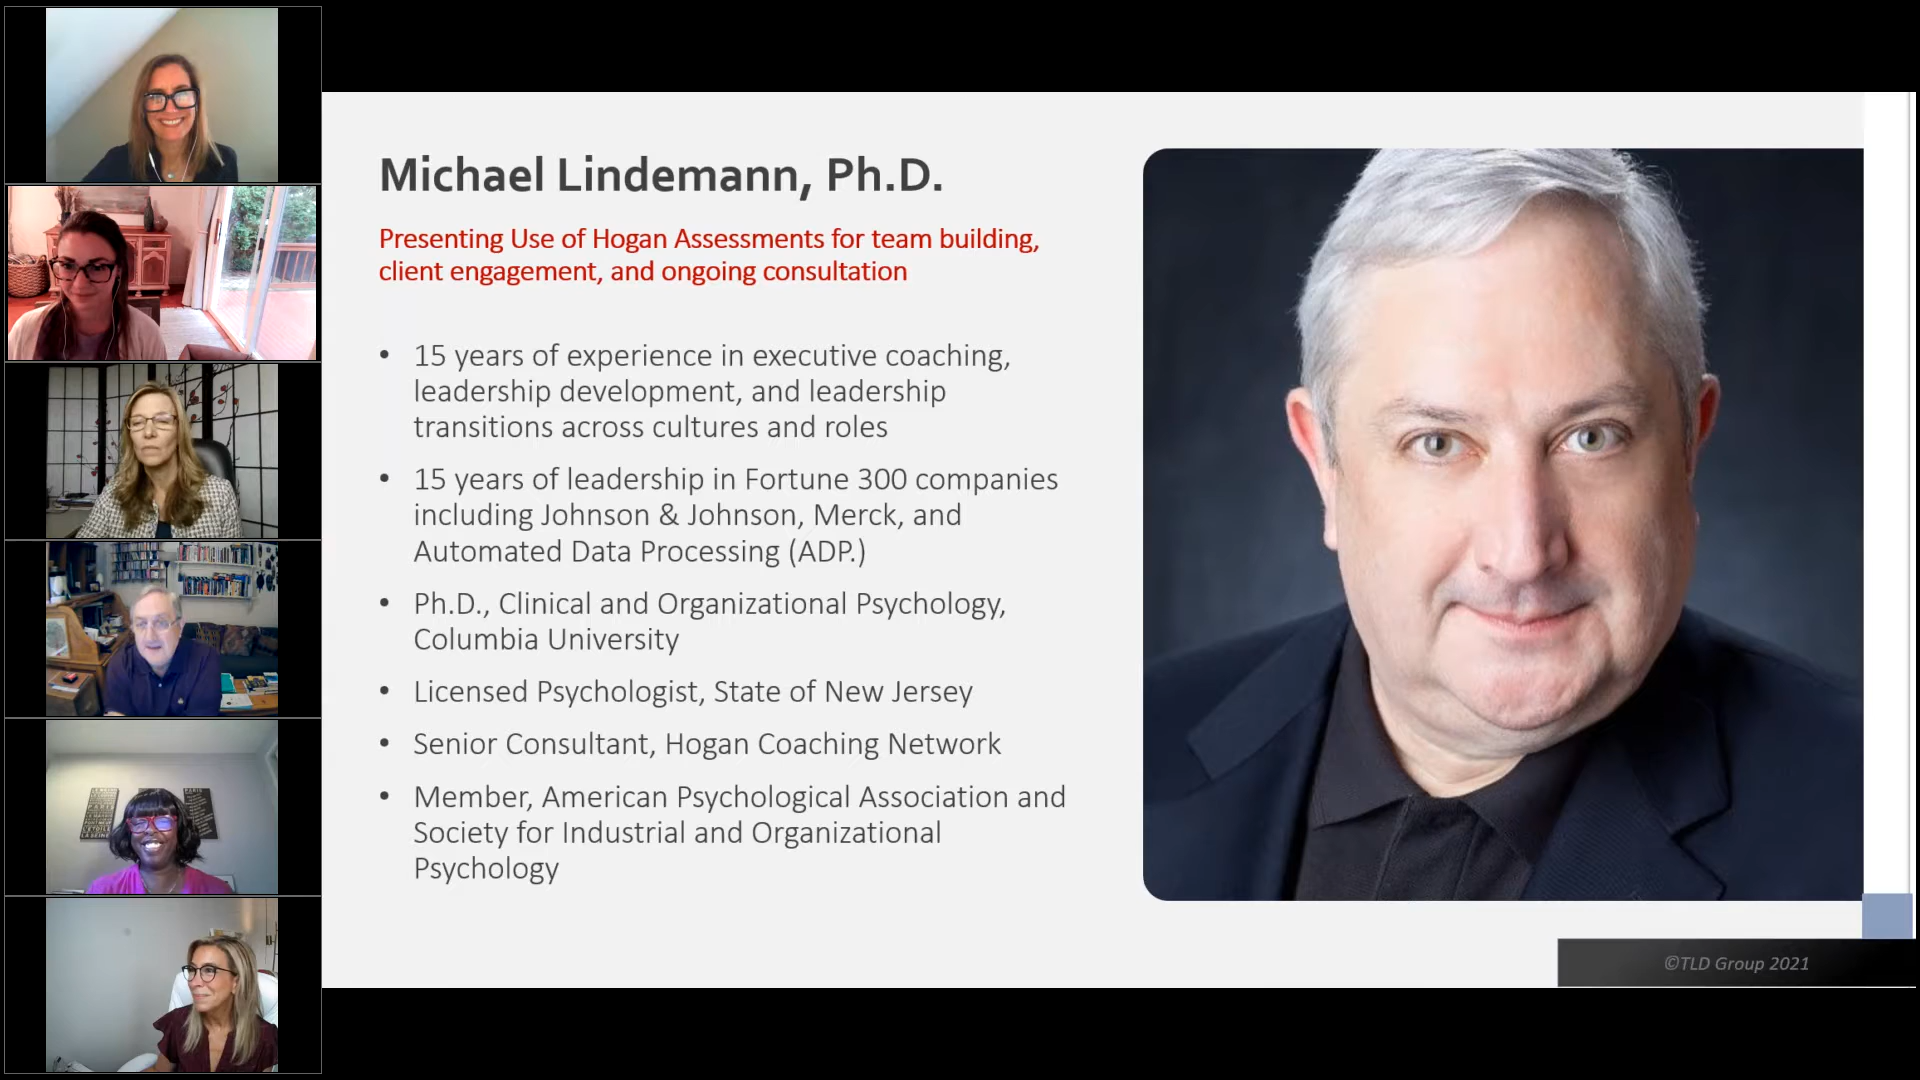 Michael Lindemann, Ph.D.
Presenting Use of Hogan Assessments for team building,
client engagement, and ongoing consultation
• 15 years of experience in executive coaching,
leadership development, and leadership
transitions across cultures and roles
• 15 years of leadership in Fortune 300 companies
including Johnson & Johnson, Merck, and
Automated Data Processing (ADP.)
• Ph.D., Clinical and Organizational Psychology,
Columbia University
• Licensed Psychologist, State of New Jersey
• Senior Consultant, Hogan Coaching Network
• Member, American Psychological Association and
Society for Industrial and Organizational
Psychology
©TLD Group 2021